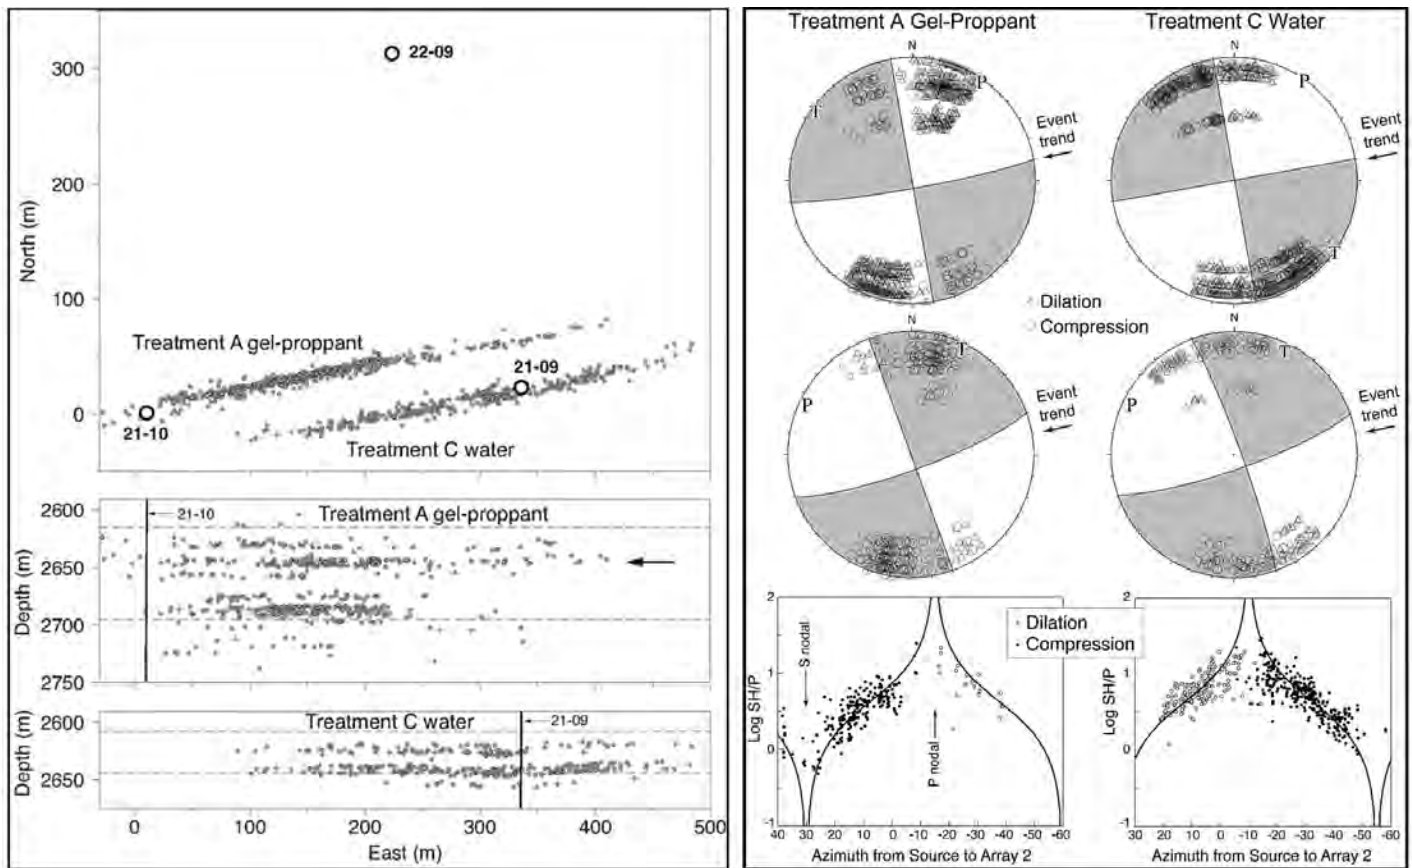 300
200
100
0
North (m)
22-09
Treatment A gel-proppant
21-09
21-10
Treatment C water
2600
2650
2700
2750
Depth (m)
21-10
Treatment A gel-proppant
2600
2650
Depth (m)
Treatment C water
21-09
0 100 200 300 400 500
East (m)
Treatment A Gel-Proppant
Treatment C Water
N
T
P
Event
trend
N
P
T
Event
trend
Dilation
Compression
N
T
P
Event
trend
N
T
P
Event
trend
2
1
0
-1
Log SH/P
S nodal
P nodal
Dilation
Compression
40 30 20 10 0 -10 -20 -30 -40 -50 -60
Azimuth from Source to Array 2
2
1
0
-1
Log SH/P
30 20 10 0 -10 -20 -30 -40 -50 -60
Azimuth from Source to Array 2